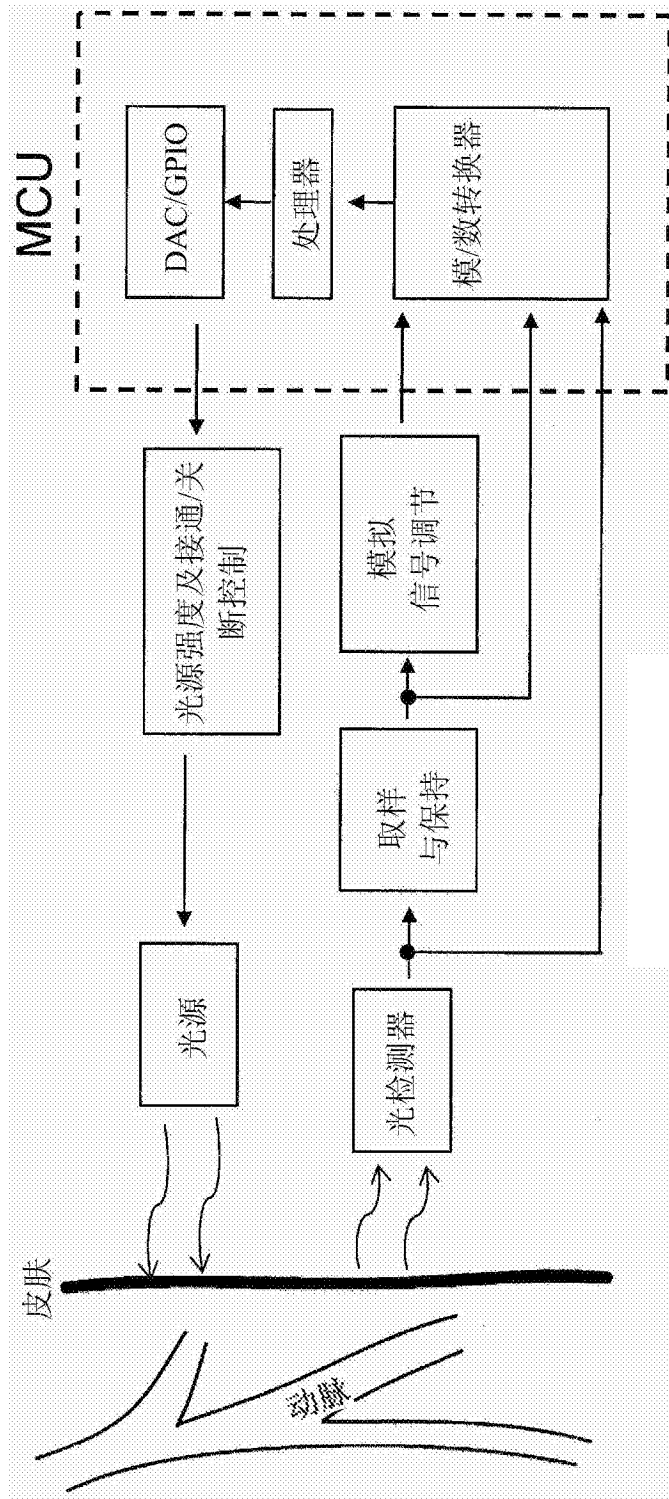 MCU
皮肤
动脉
光源
光源强度及接通/关
断控制
DAC/GPIO
处理器
光检测器
取样
与保持
模拟
信号调节
模/数转换器